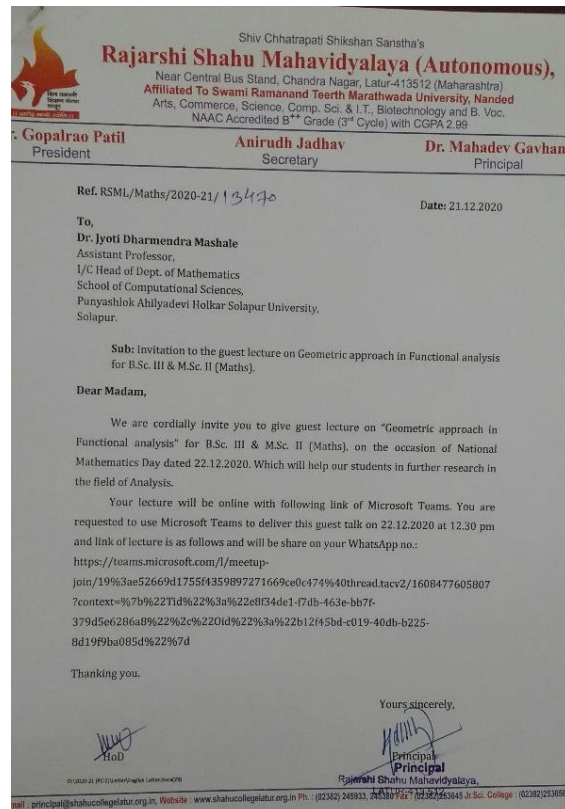 Shiv Chhatrapati Shikshan Sanstha's
Rajarshi Shahu Mahavidyalaya (Autonomous),
Near Central Bus Stand, Chandra Nagar, Latur-413512 (Maharashtra)
Affiliated To Swami Ramanand Teerth Marathwada University, Nanded
Arts, Commerce, Science, Comp. Sci. & I.T., Biotechnology and B. Voc.
NAAC Accredited B++ Grade (3rd Cycle) with CGPA 2.99
. Gopalrao Patil
President
Anirudh Jadhav
Secretary
Dr. Mahadev Gavhan
Principal
Ref. RSML/Maths/2020-21/ 13470
Date: 21.12.2020
To,
Dr. Jyoti Dharmendra Mashale
Assistant Professor,
I/C Head of Dept. of Mathematics
School of Computational Sciences,
Punyashlok Ahilyadevi Holkar Solapur University,
Solapur.
Sub: Invitation to the guest lecture on Geometric approach in Functional analysis
for B.Sc. III & M.Sc. II (Maths).
Dear Madam,
We are cordially invite you to give guest lecture on "Geometric approach in
Functional analysis" for B.Sc. III & M.Sc. II (Maths). on the occasion of National
Mathematics Day dated 22.12.2020. Which will help our students in further research in
the field of Analysis.
Your lecture will be online with following link of Microsoft Teams. You are
requested to use Microsoft Teams to deliver this guest talk on 22.12.2020 at 12.30 pm
and link of lecture is as follows and will be share on your WhatsApp no.:
https://teams.microsoft.com/l/meetup-
join/19%3ae52669d1755f4359897271669ce0c474%40thread.tacv2/1608477605807
?context=%7b%22Tid%22%3a%22e8f34de1-f7db-463e-bb7f-
379d5e6286a8%22%2c%22Oid%22%3a%22b12f45bd-c019-40db-b225-
8d19f9ba085d%22%7d
Thanking you.
Yours sincerely,
HoD
Principal
Principal
Rajarshi Shahu Mahavidyalaya,
LATUR-413 512
mail : principal@shahucollegelatur.org.in, Website : www.shahucollegelatur.org.in Ph. : (02382) 245933, 245380 Fax : (02382)253645 Jr.Sci. College : (02382)253656